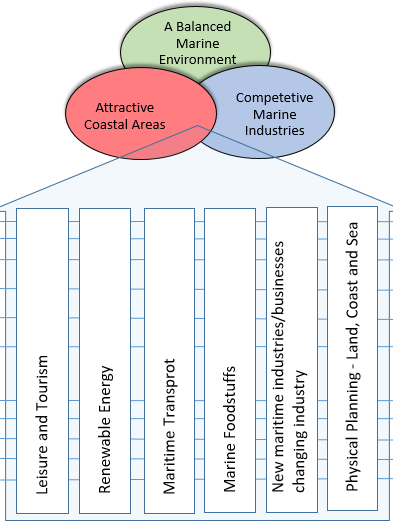 A Balanced
Marine
Environment
Attractive
Coastal Areas
Competetive
Marine
Industries
Leisure and Tourism
Renewable Energy
Maritime Transprot
Marine Foodstuffs
New maritime industries/businesses
changing industry
Physical Planning - Land, Coast and Sea